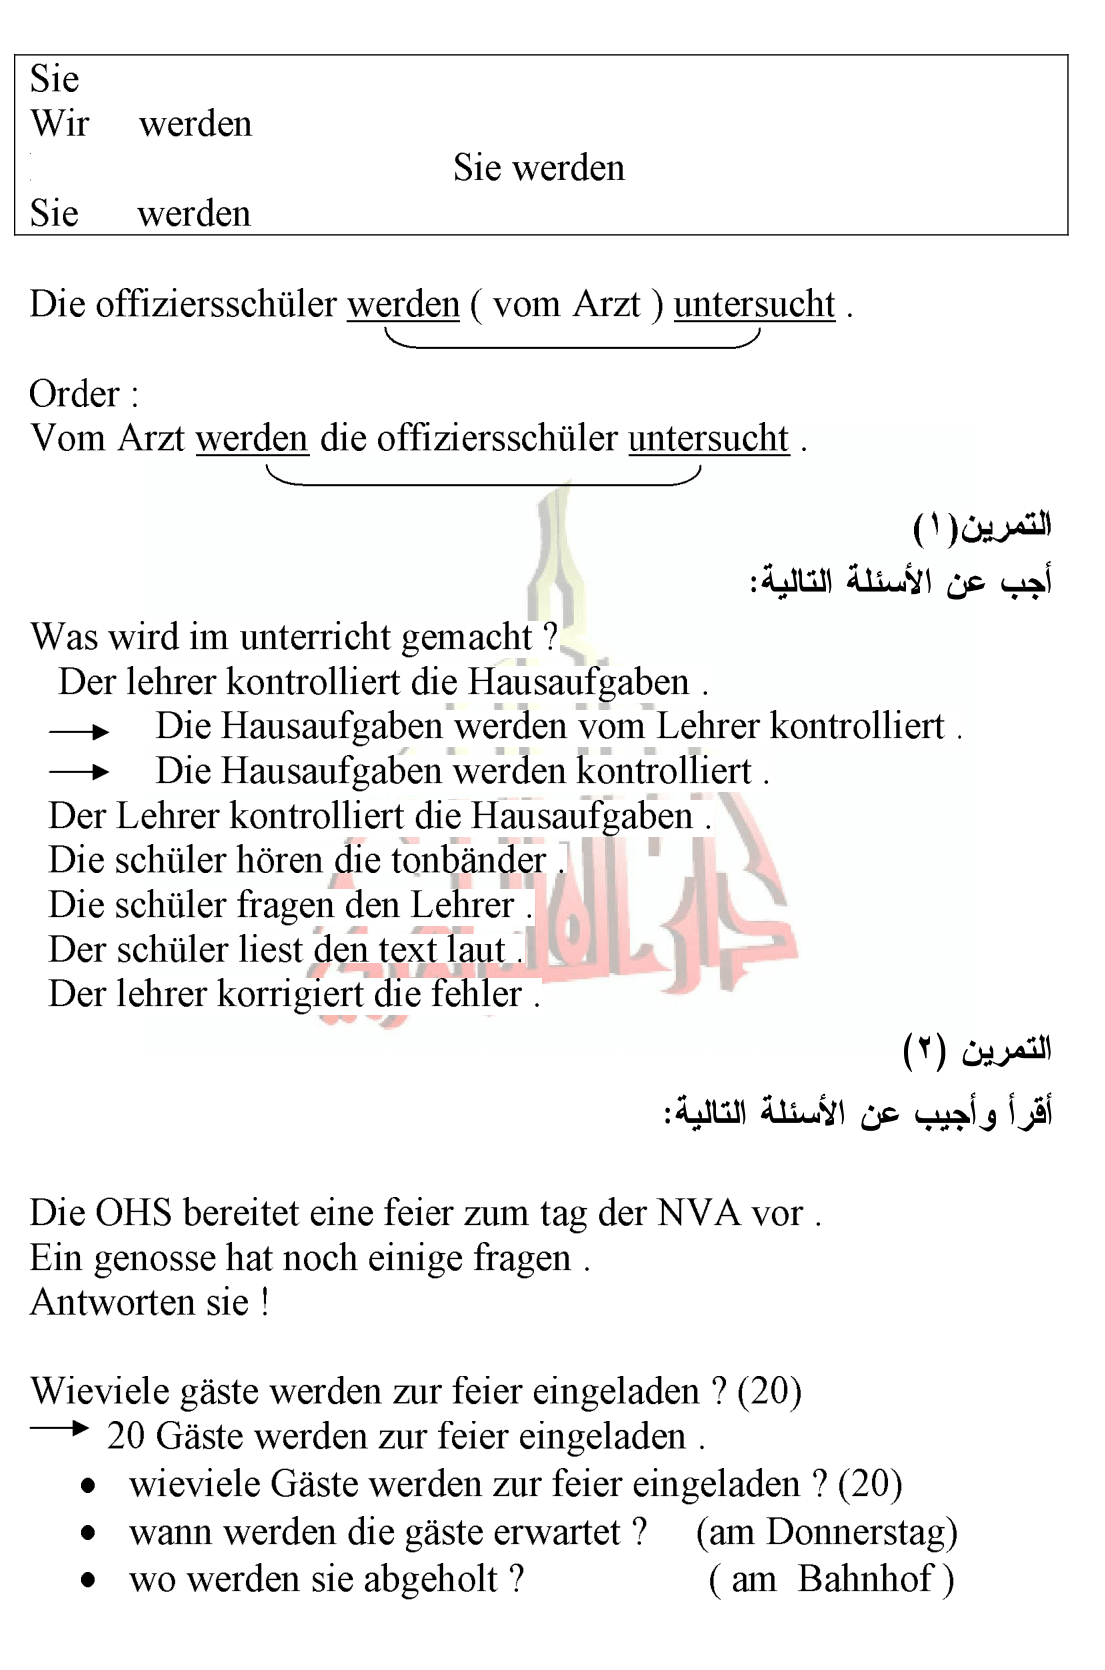 Sie
Wir werden
Sie werden
Sie werden
Die offiziersschüler werden ( vom Arzt ) untersucht .
Order :
Vom Arzt werden die offiziersschüler untersucht .
التمرين(١)
أجب عن الأسئلة التالية:
Was wird im unterricht gemacht ?
Der lehrer kontrolliert die Hausaufgaben .
Die Hausaufgaben werden vom Lehrer kontrolliert .
Die Hausaufgaben werden kontrolliert .
Der Lehrer kontrolliert die Hausaufgaben .
Die schüler hören die tonbänder .
Die schüler fragen den Lehrer .
Der schüler liest den text laut .
Der lehrer korrigiert die fehler .
التمرين (٢)
أقرأ وأجيب عن الأسئلة التالية:
Die OHS bereitet eine feier zum tag der NVA vor .
Ein genosse hat noch einige fragen .
Antworten sie !
Wieviele gäste werden zur feier eingeladen ? (20)
20 Gäste werden zur feier eingeladen .
• wieviele Gäste werden zur feier eingeladen ? (20)
• wann werden die gäste erwartet ? (am Donnerstag)
• wo werden sie abgeholt ? ( am Bahnhof )